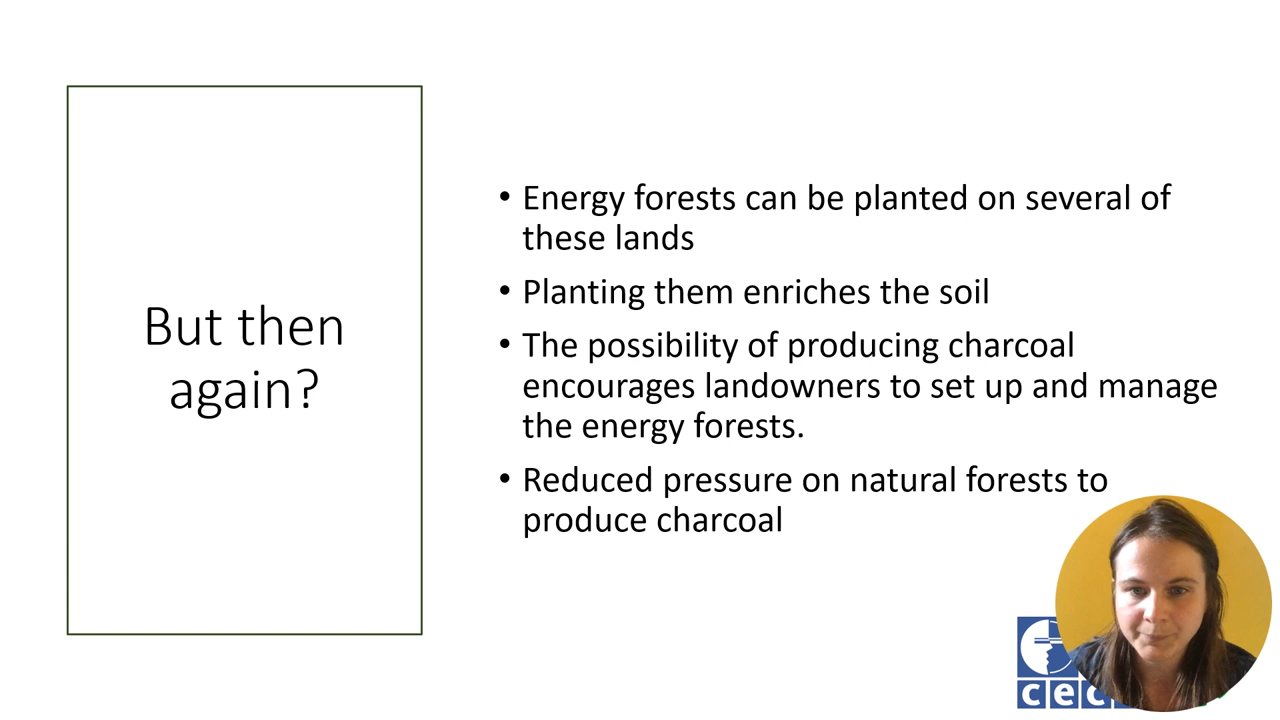 But then
again?
• Energy forests can be planted on several of
these lands
• Planting them enriches the soil
• The possibility of producing charcoal
encourages landowners to set up and manage
the energy forests.
• Reduced pressure on natural forests to
produce charcoal
cec